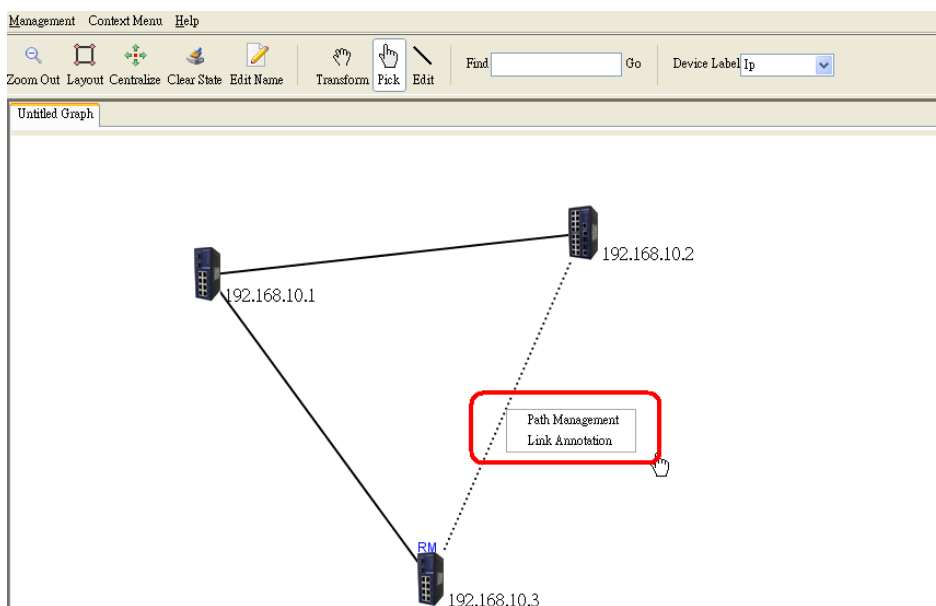 Management Context Menu Help
Zoom Out Layout Centralize Clear State Edit Name Transform Pick Edit Find Go Device Label Ip
Untitled Graph
192.168.10.2
192.168.10.1
Path Management
Link Annotation
RM
192.168.10.3